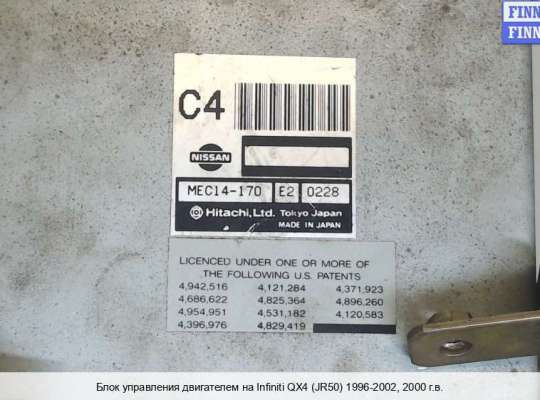 FINN
FINN
C4
NISSAN
MEC14-170 E2 0228
Hitachi, Ltd. Tokyo Japan
MADE IN JAPAN
LICENCED UNDER ONE OR MORE OF
THE FOLLOWING U.S. PATENTS
4,942,516 4,121,284 4,371,923
4,686,622 4,825,364 4,896,260
4,954,951 4,531,182 4,120,583
4,396,976 4,829,419
Блок управления двигателем на Infiniti QX4 (JR50) 1996-2002, 2000 г.в.